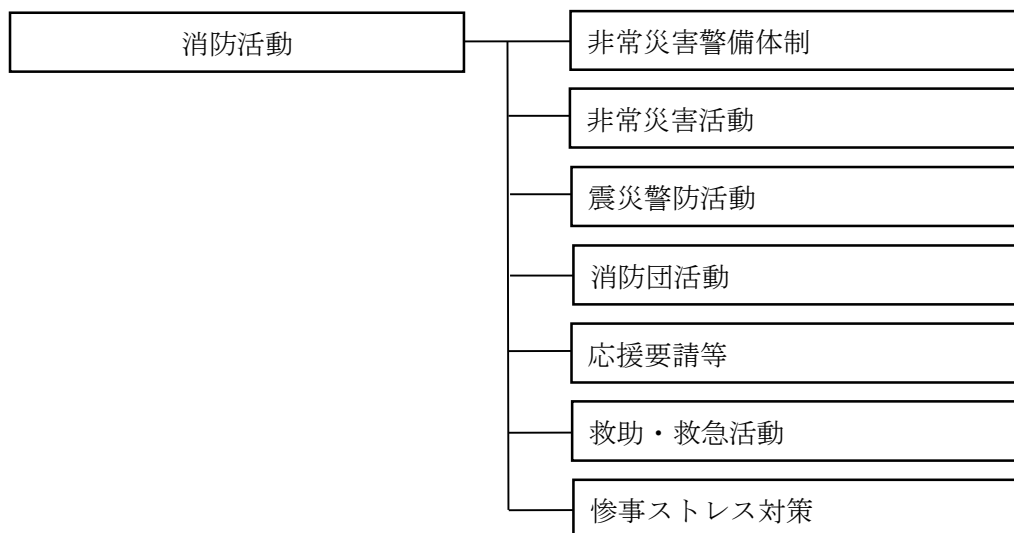 消防活動
非常災害警備体制
非常災害活動
震災警防活動
消防団活動
応援要請等
救助・救急活動
惨事ストレス対策